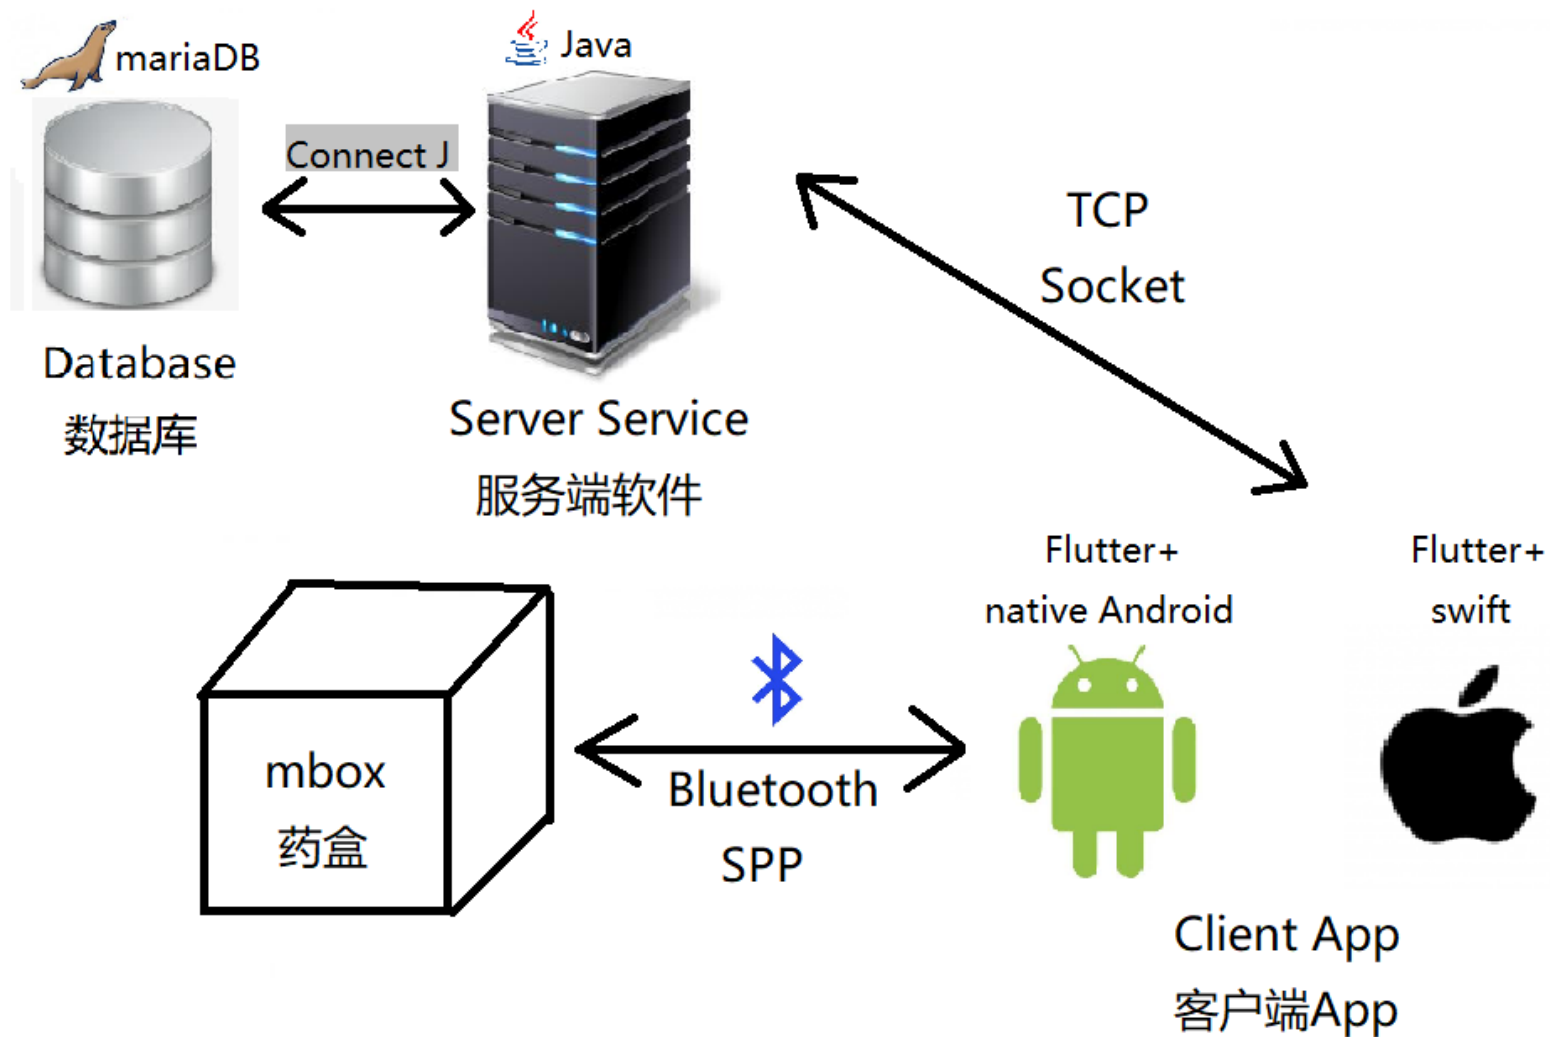 mariaDB
Java
Connect J
Database
数据库
Server Service
服务端软件
TCP
Socket
Flutter+
native Android
Flutter+
swift
mbox
药盒
Bluetooth
SPP
Client App
客户端App